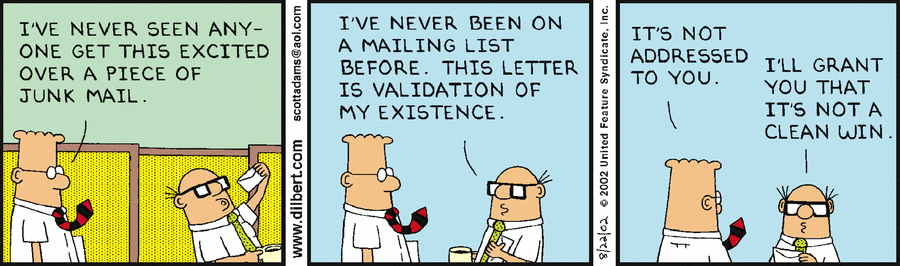 I'VE NEVER SEEN ANY-
ONE GET THIS EXCITED
OVER A PIECE OF
JUNK MAIL.
www.dilbert.com scottadams@aol.com
I'VE NEVER BEEN ON
A MAILING LIST
BEFORE. THIS LETTER
IS VALIDATION OF
MY EXISTENCE.
8/22/02 © 2002 United Feature Syndicate, Inc.
IT'S NOT
ADDRESSED
TO YOU.
I'LL GRANT
YOU THAT
IT'S NOT A
CLEAN WIN.